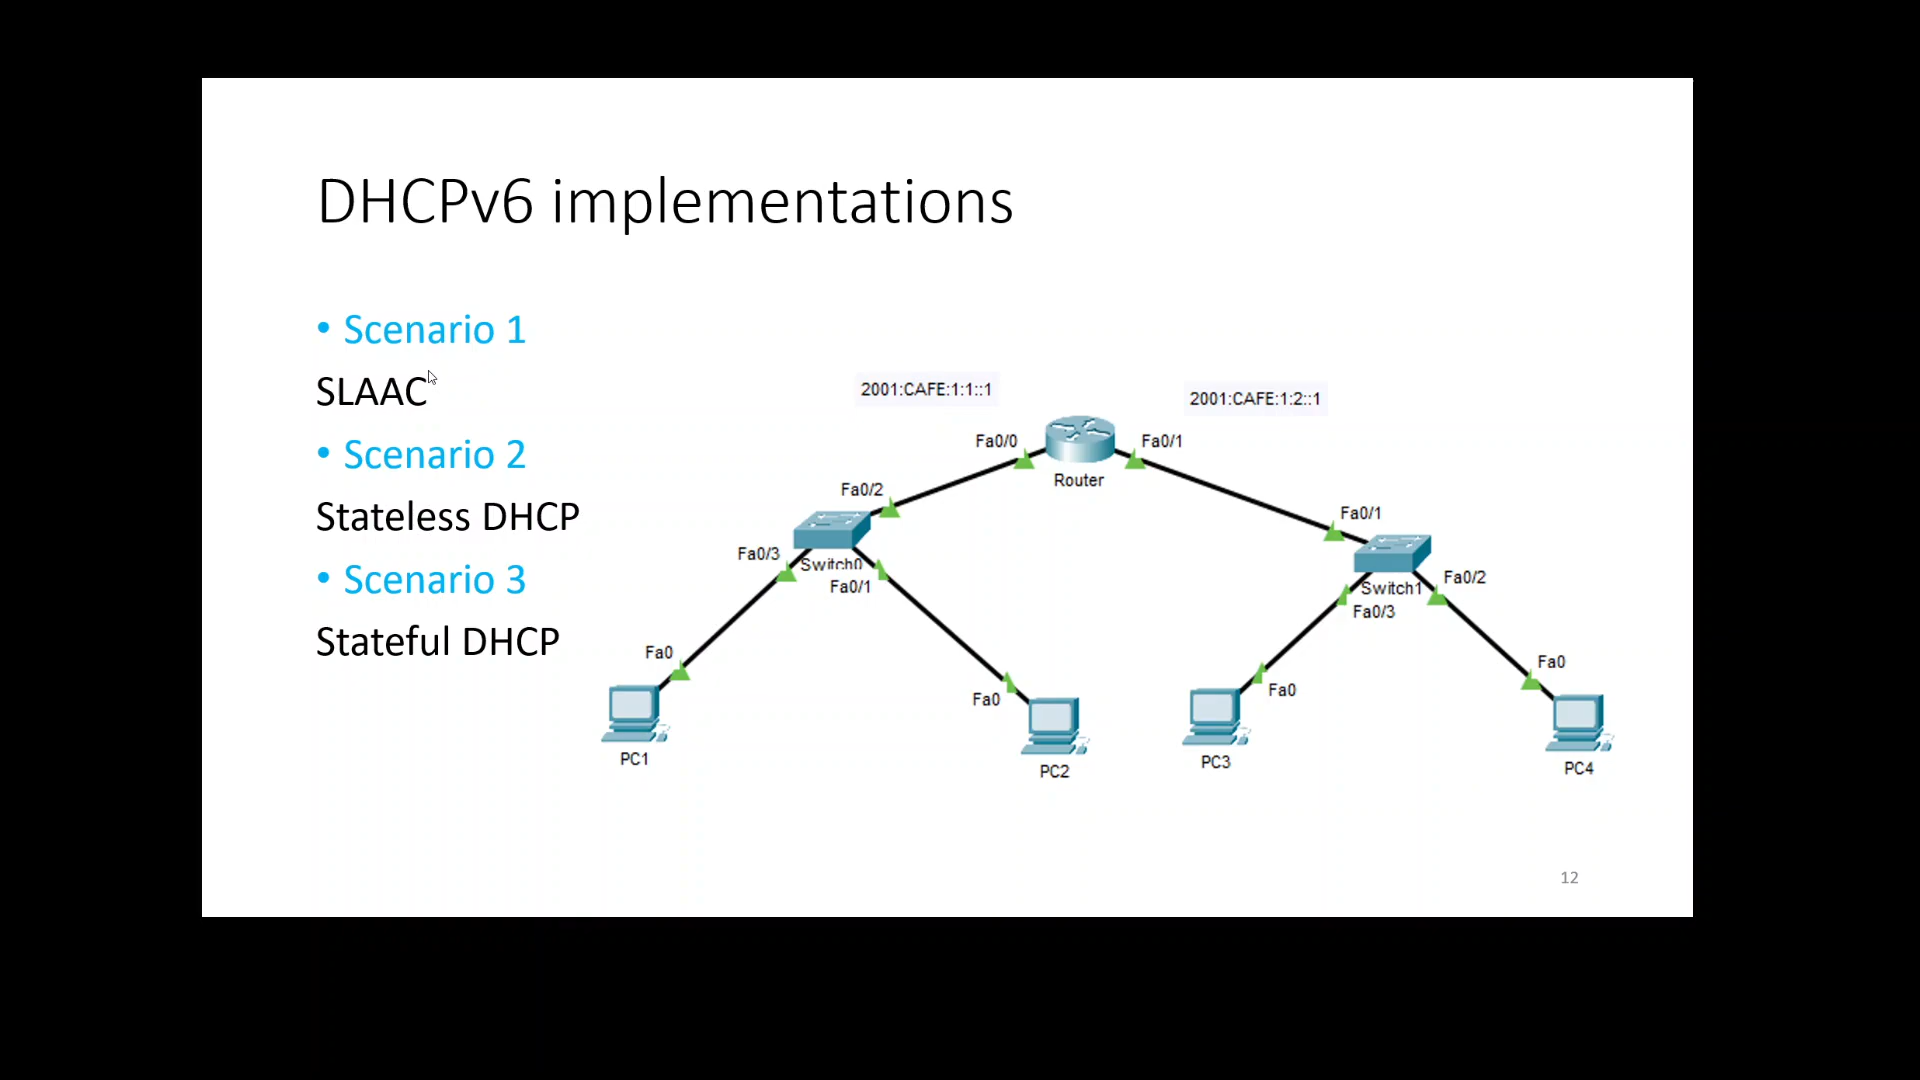 DHCPv6 implementations
• Scenario 1
SLAAC
• Scenario 2
Stateless DHCP
• Scenario 3
Stateful DHCP
2001:CAFE:1:1::1
2001:CAFE:1:2::1
Fa0/0
Fa0/1
Router
Fa0/2
Fa0/1
Fa0/3
Switch0
Fa0/1
Switch1
Fa0/2
Fa0/3
Fa0
Fa0
Fa0
Fa0
PC1
PC2
PC3
PC4
12